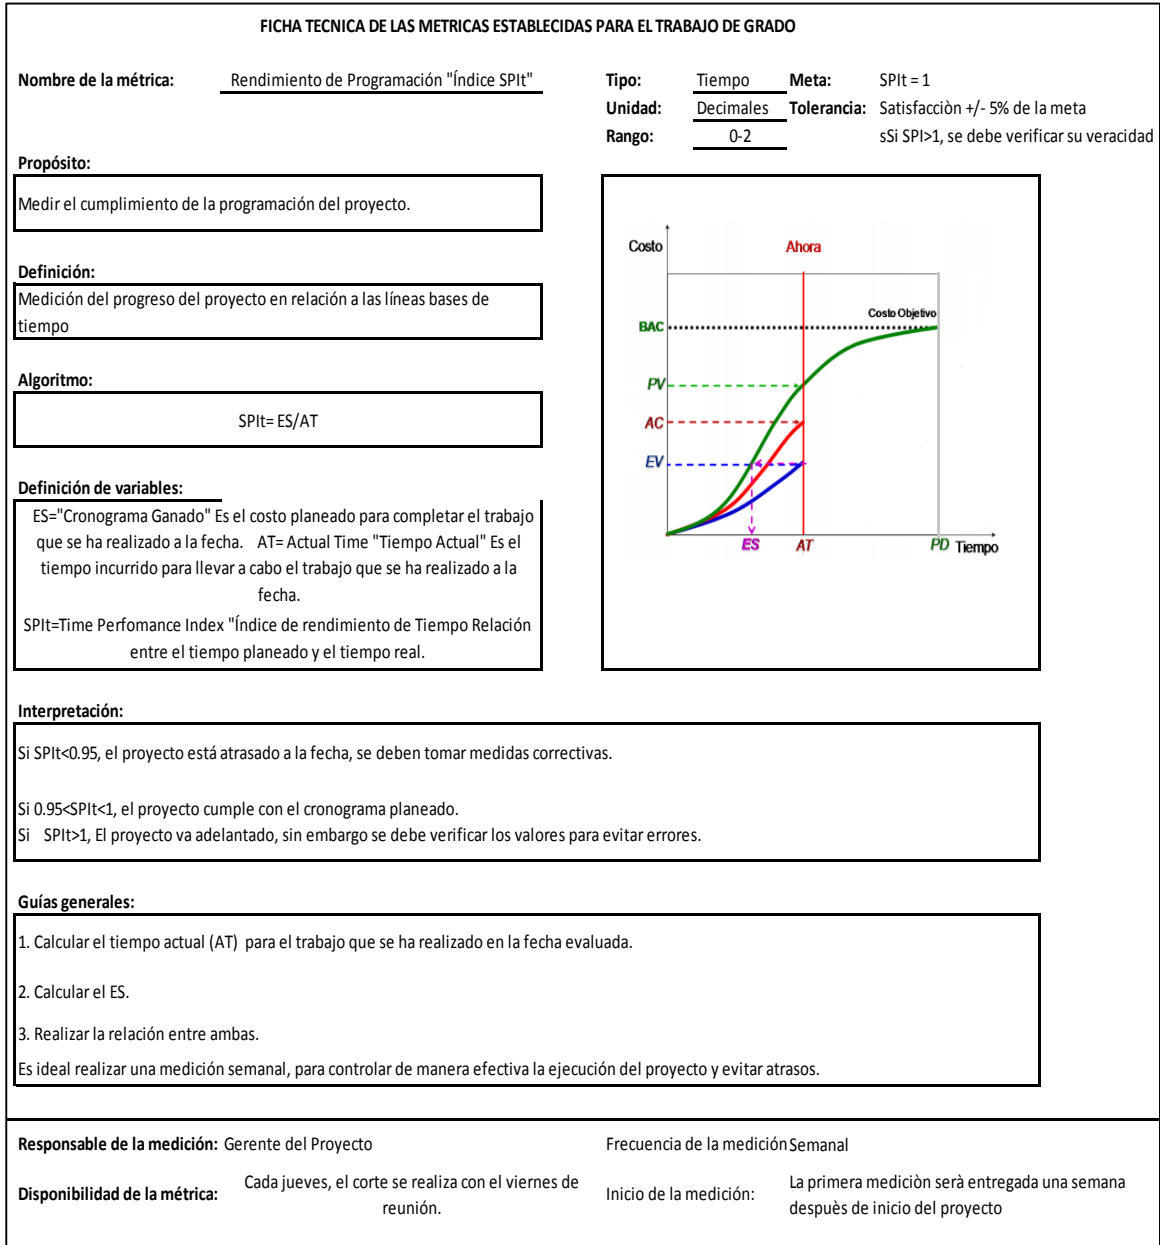 FICHA TECNICA DE LAS METRICAS ESTABLECIDAS PARA EL TRABAJO DE GRADO
Nombre de la métrica: Rendimiento de Programación "Índice SPIt" Tipo: Tiempo Meta: SPIt = 1
Unidad: Decimales Tolerancia: Satisfacciòn +/- 5% de la meta
Rango: 0-2 sSi SPI>1, se debe verificar su veracidad
Propósito:
Medir el cumplimiento de la programación del proyecto.
Definición:
Medición del progreso del proyecto en relación a las líneas bases de
tiempo
Algoritmo:
SPIt= ES/AT
Definición de variables:
ES="Cronograma Ganado" Es el costo planeado para completar el trabajo
que se ha realizado a la fecha. AT= Actual Time "Tiempo Actual" Es el
tiempo incurrido para llevar a cabo el trabajo que se ha realizado a la
fecha.
SPIt=Time Perfomance Index "Índice de rendimiento de Tiempo Relación
entre el tiempo planeado y el tiempo real.
Costo
Ahora
Costo Objetivo
BAC
PV
AC
EV
ES AT PD Tiempo
Interpretación:
Si SPIt<0.95, el proyecto está atrasado a la fecha, se deben tomar medidas correctivas.
Si 0.95<SPIt<1, el proyecto cumple con el cronograma planeado.
Si SPIt>1, El proyecto va adelantado, sin embargo se debe verificar los valores para evitar errores.
Guías generales:
1. Calcular el tiempo actual (AT) para el trabajo que se ha realizado en la fecha evaluada.
2. Calcular el ES.
3. Realizar la relación entre ambas.
Es ideal realizar una medición semanal, para controlar de manera efectiva la ejecución del proyecto y evitar atrasos.
Responsable de la medición: Gerente del Proyecto Frecuencia de la medición Semanal
Disponibilidad de la métrica: Cada jueves, el corte se realiza con el viernes de
reunión.
Inicio de la medición: La primera mediciòn serà entregada una semana
despuès de inicio del proyecto